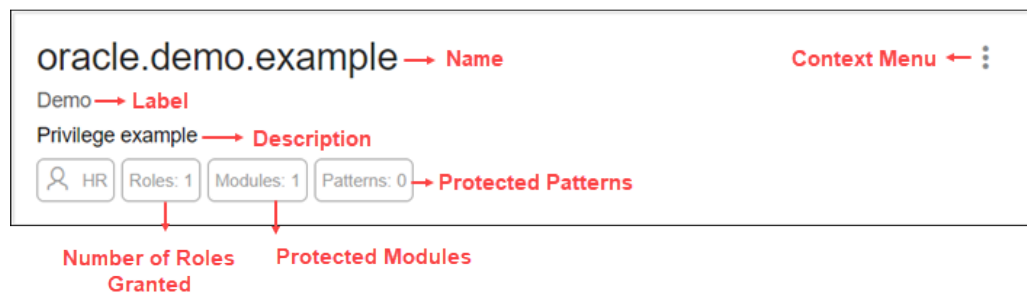 oracle.demo.example Name Context Menu
Demo Label
Privilege example Description
HR Roles: 1 Modules: 1 Patterns: 0 Protected Patterns
Number of Roles Granted
Protected Modules